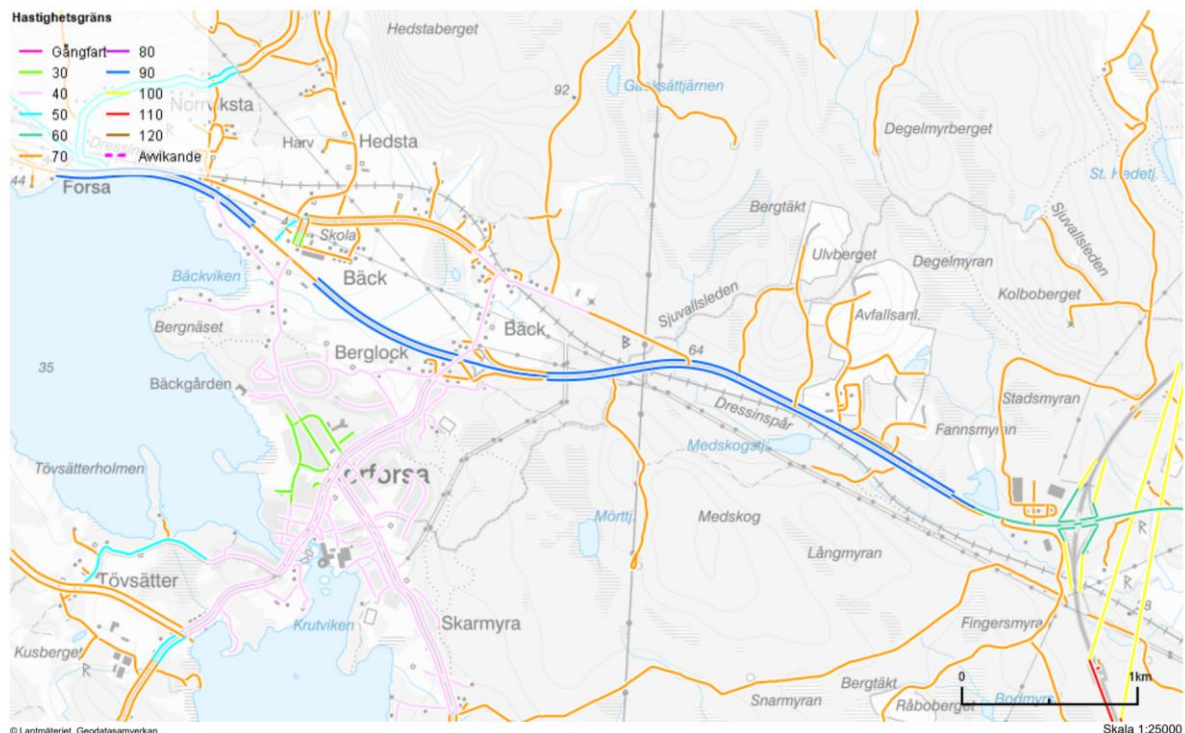 Hastighetsgräns
Gångfart 80
30 90
40 100
50 110
60 120
70 Avvikande
Hedstaberget
92
Degelmyrberget
Harv
Hedsta
St. Hedetj.
44
Forsa
Bergtäkt
Sjuvallsleden
Skola
Ulvberget
Degelmyran
Bäckviken
Bäck
Sjuvallsleden
Kolboberget
Avfallsanl.
Bergnäset
Bäck
Berglock
64
35
Bäckgården
Stadsmyran
Dressinspår
Fannsmyran
Medskogstj.
Tövsätterholmen
erforsa
Mörttj.
Medskog
Långmyran
R
Tövsätter
R
Krutviken
Skarmyra
Fingersmyra
Kusberget
R
0 1km
Bergtäkt
Snarmyran
Råboberget
© Lantmäteriet, Geodatasamverkan
Skala 1:25000